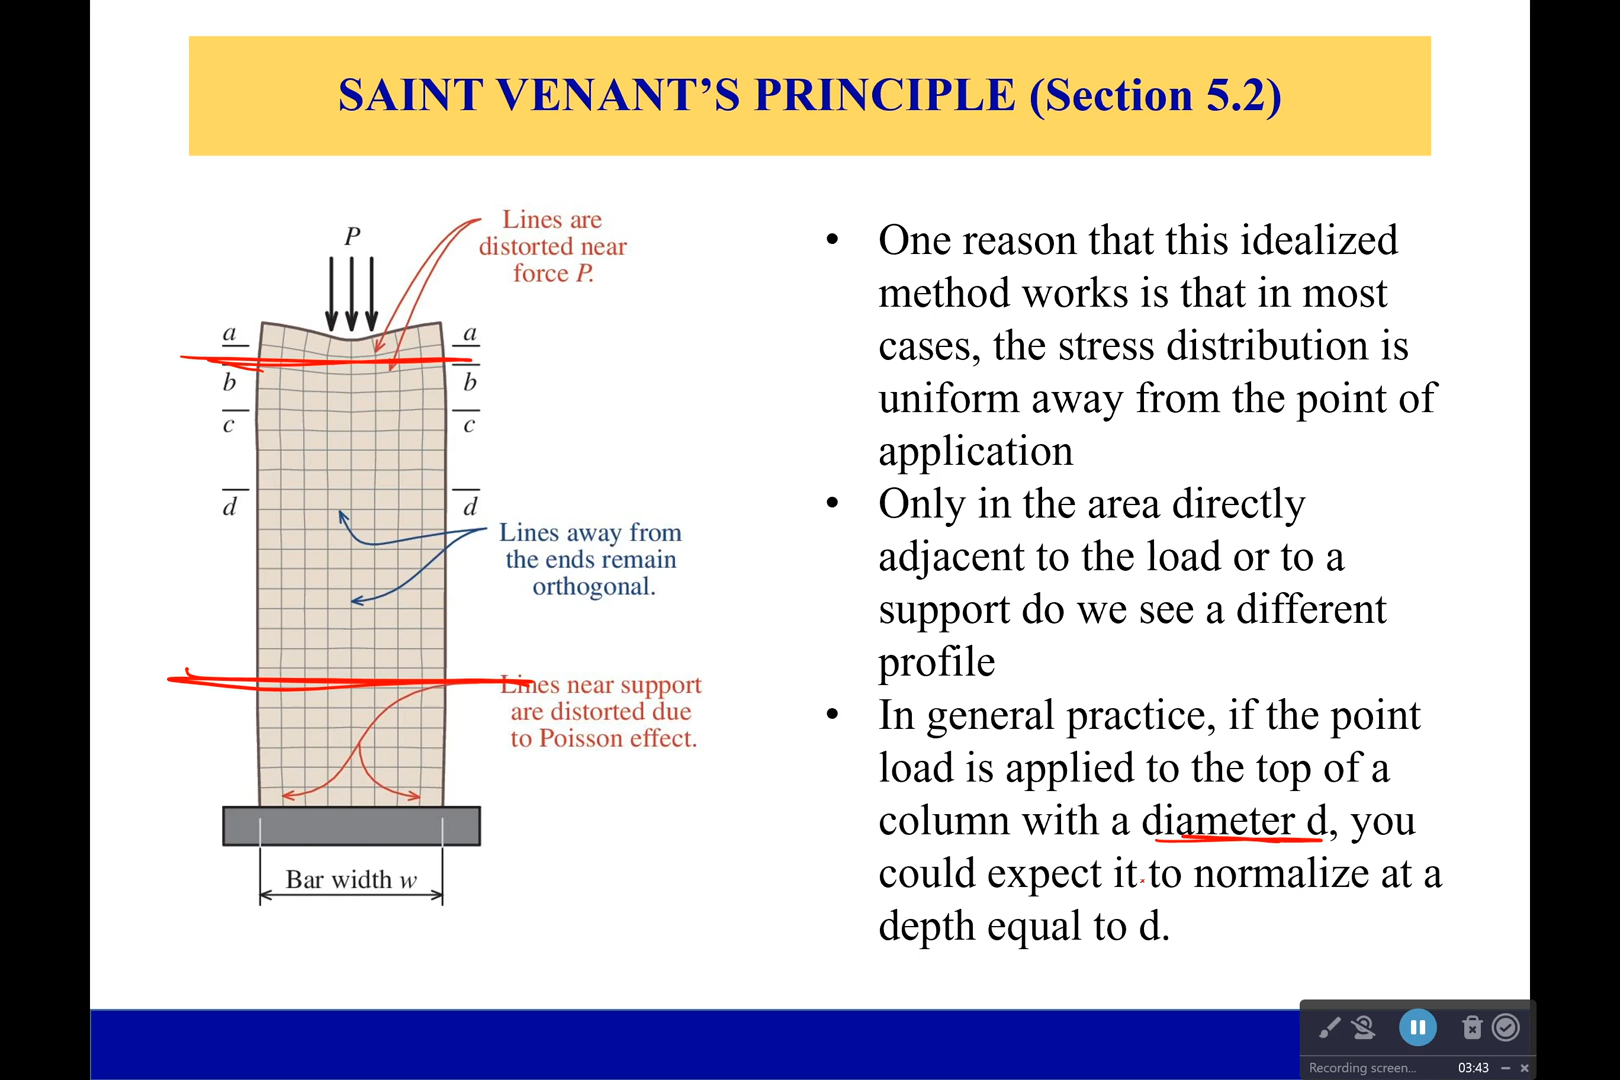 SAINT VENANT’S PRINCIPLE (Section 5.2)
P
Lines are
distorted near
force P.
a
a
b
b
c
c
d
d
Lines away from
the ends remain
orthogonal.
Lines near support
are distorted due
to Poisson effect.
Bar width w
• One reason that this idealized
method works is that in most
cases, the stress distribution is
uniform away from the point of
application
• Only in the area directly
adjacent to the load or to a
support do we see a different
profile
• In general practice, if the point
load is applied to the top of a
column with a diameter d, you
could expect it to normalize at a
depth equal to d.
Recording screen...
03:43